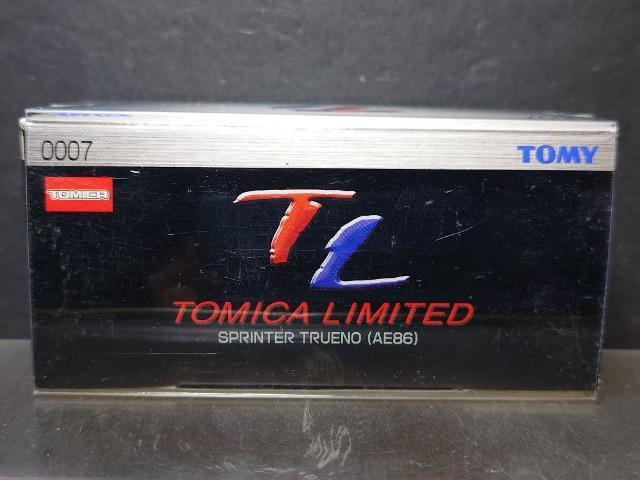 0007
TOMY
TOMICA
TL
TOMICA LIMITED
SPRINTER TRUENO (AE86)